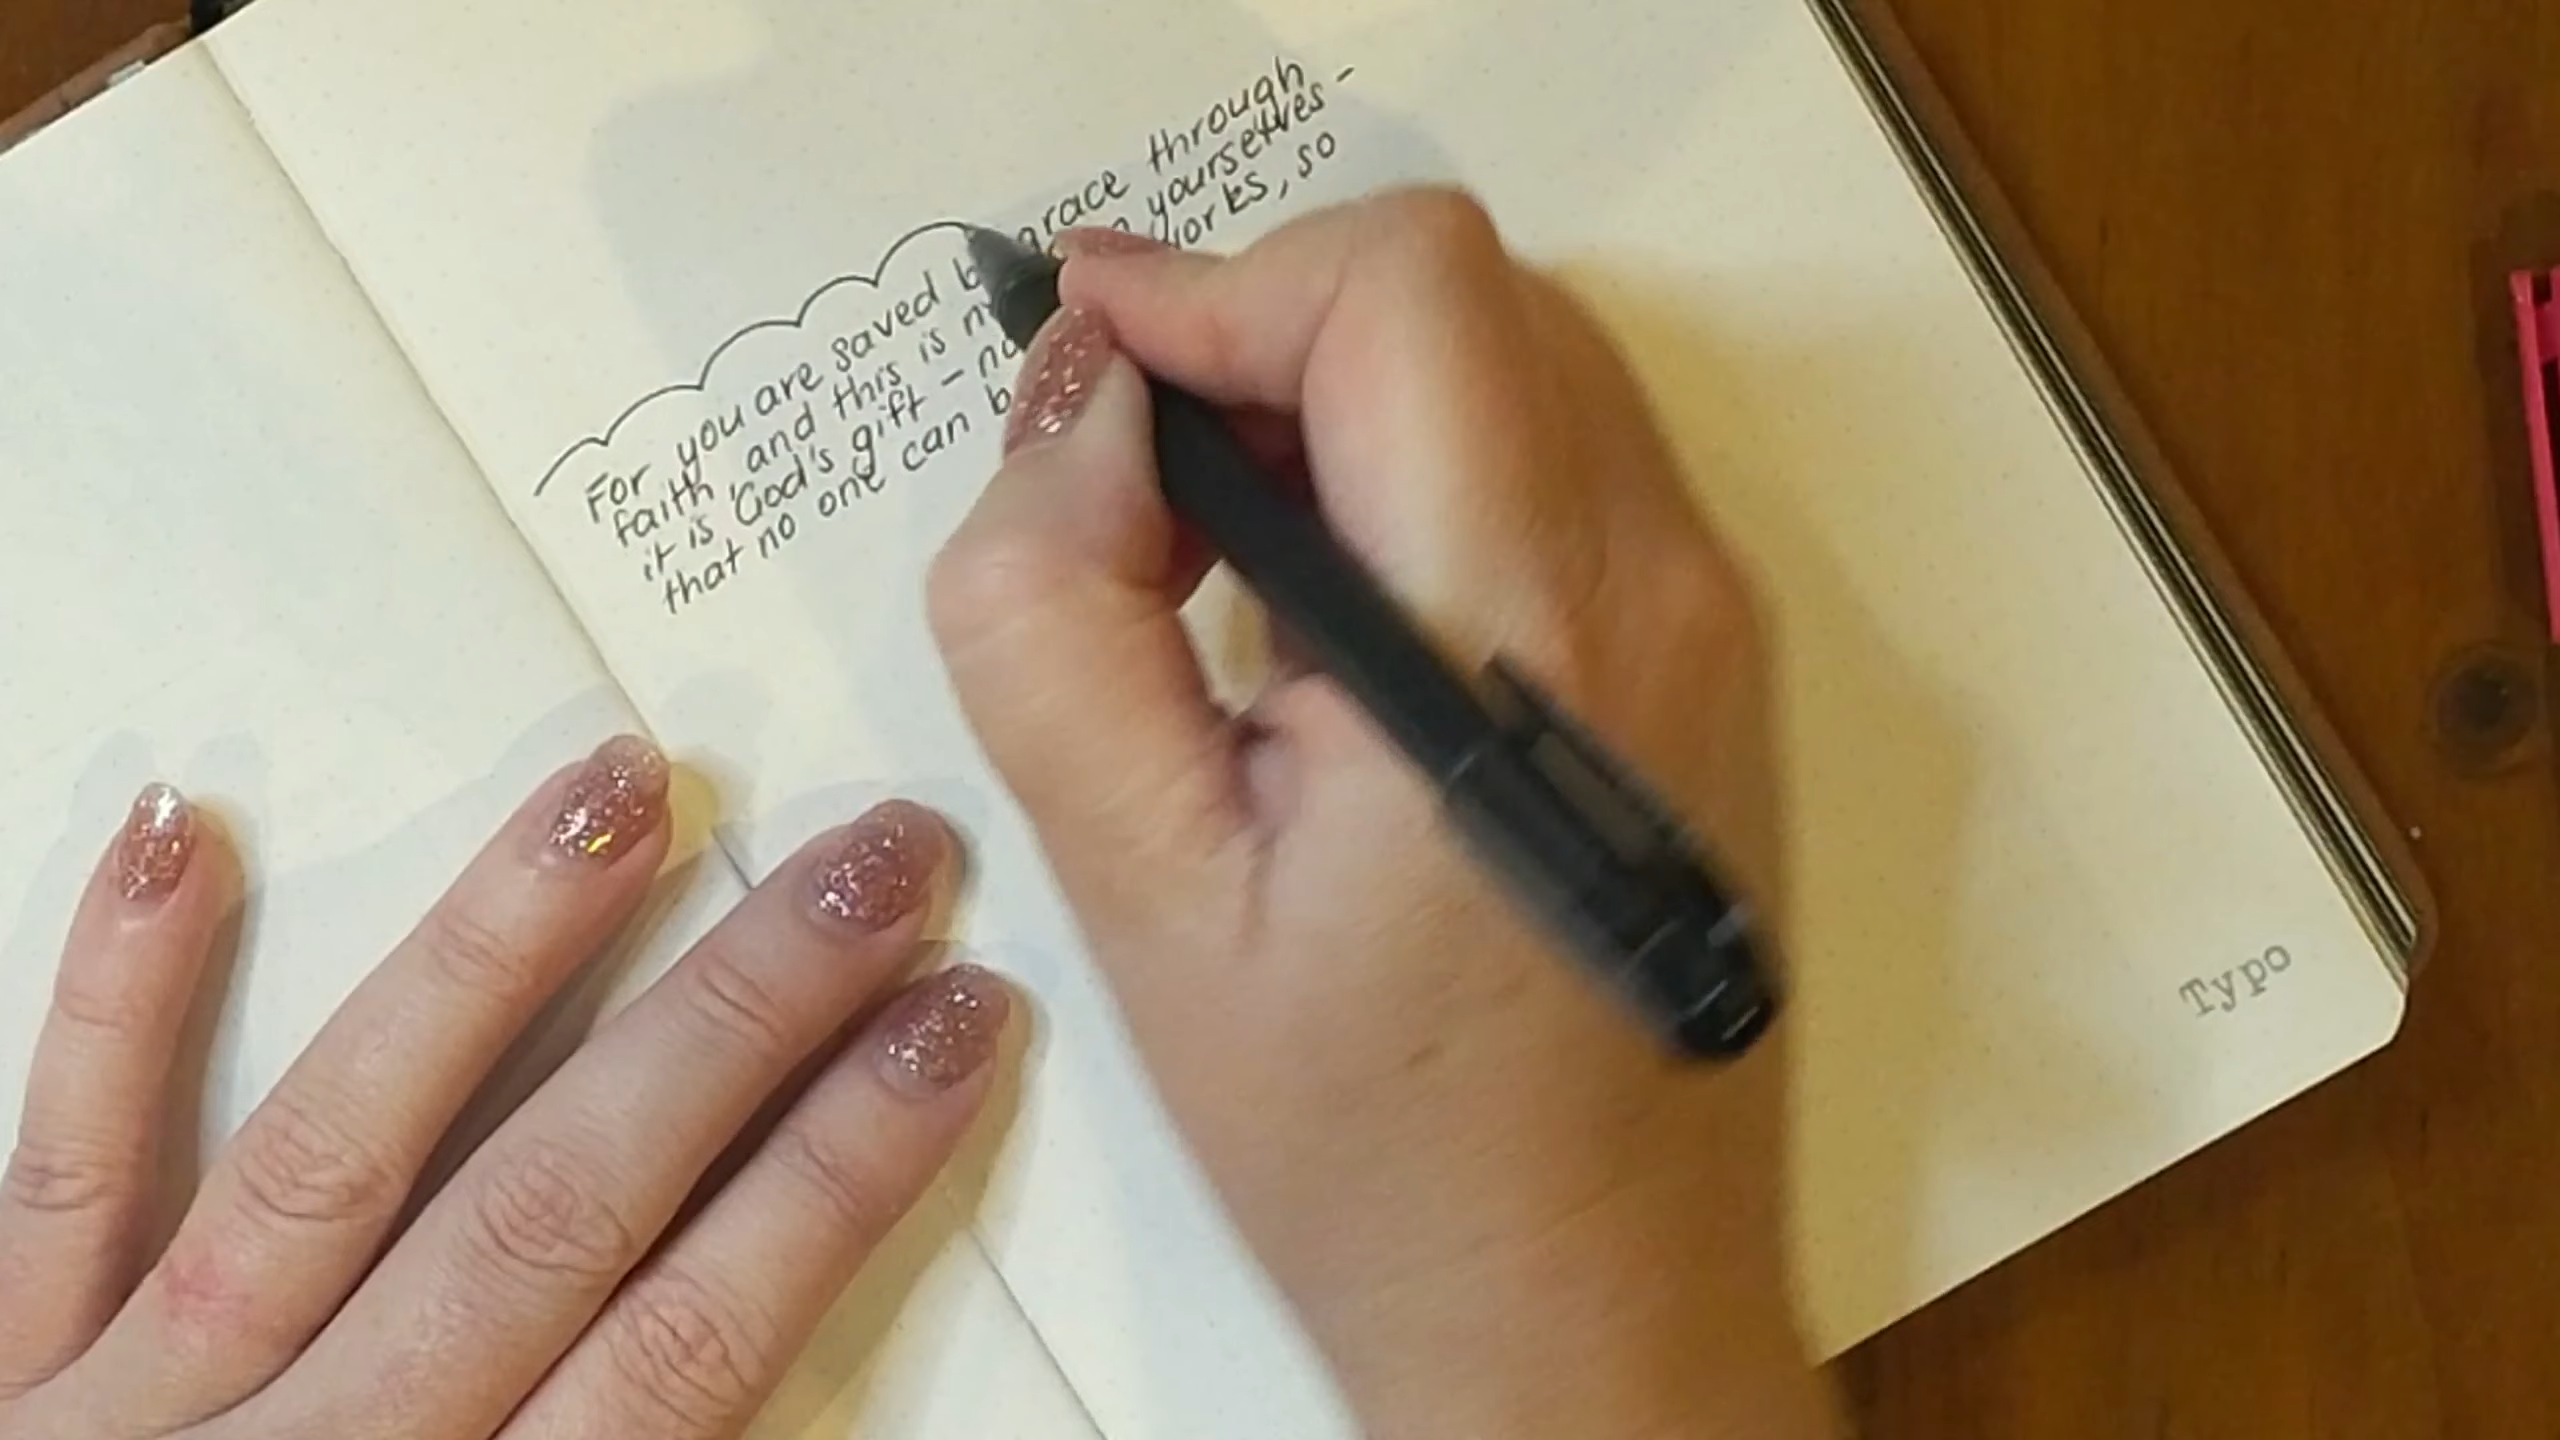 For you are saved grace through
faith, and this is yourselves -
it is God's gift - works, so
that no one can
Typo